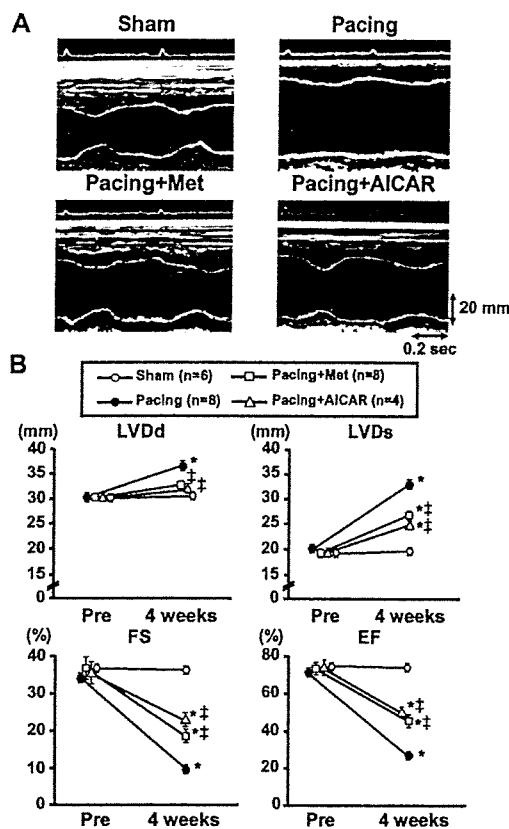 A
Sham Pacing
Pacing+Met Pacing+AICAR
20 mm
0.2 sec
B
Sham (n=6) Pacing+Met (n=8)
Pacing (n=8) Pacing+AICAR (n=4)
(mm) LVDd (mm) LVDs
40 40
35 * 35 *
30 ‡ ‡ 30
25 25 *‡
20 20 *‡
15 15
0 0
Pre 4 weeks Pre 4 weeks
(%) FS (%) EF
40 80
30 60
20 *‡ 40 *‡
*‡ *‡
10 * 20 *
0 0
Pre 4 weeks Pre 4 weeks